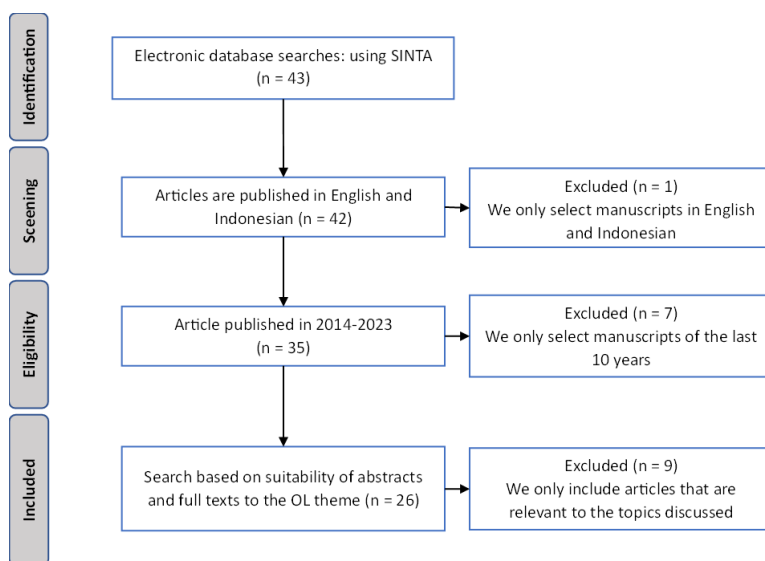 Identification
Electronic database searches: using SINTA
(n = 43)
Sceening
Articles are published in English and
Indonesian (n = 42)
Excluded (n = 1)
We only select manuscripts in English
and Indonesian
Eligibility
Article published in 2014-2023
(n = 35)
Excluded (n = 7)
We only select manuscripts of the last
10 years
Included
Search based on suitability of abstracts
and full texts to the OL theme (n = 26)
Excluded (n = 9)
We only include articles that are
relevant to the topics discussed